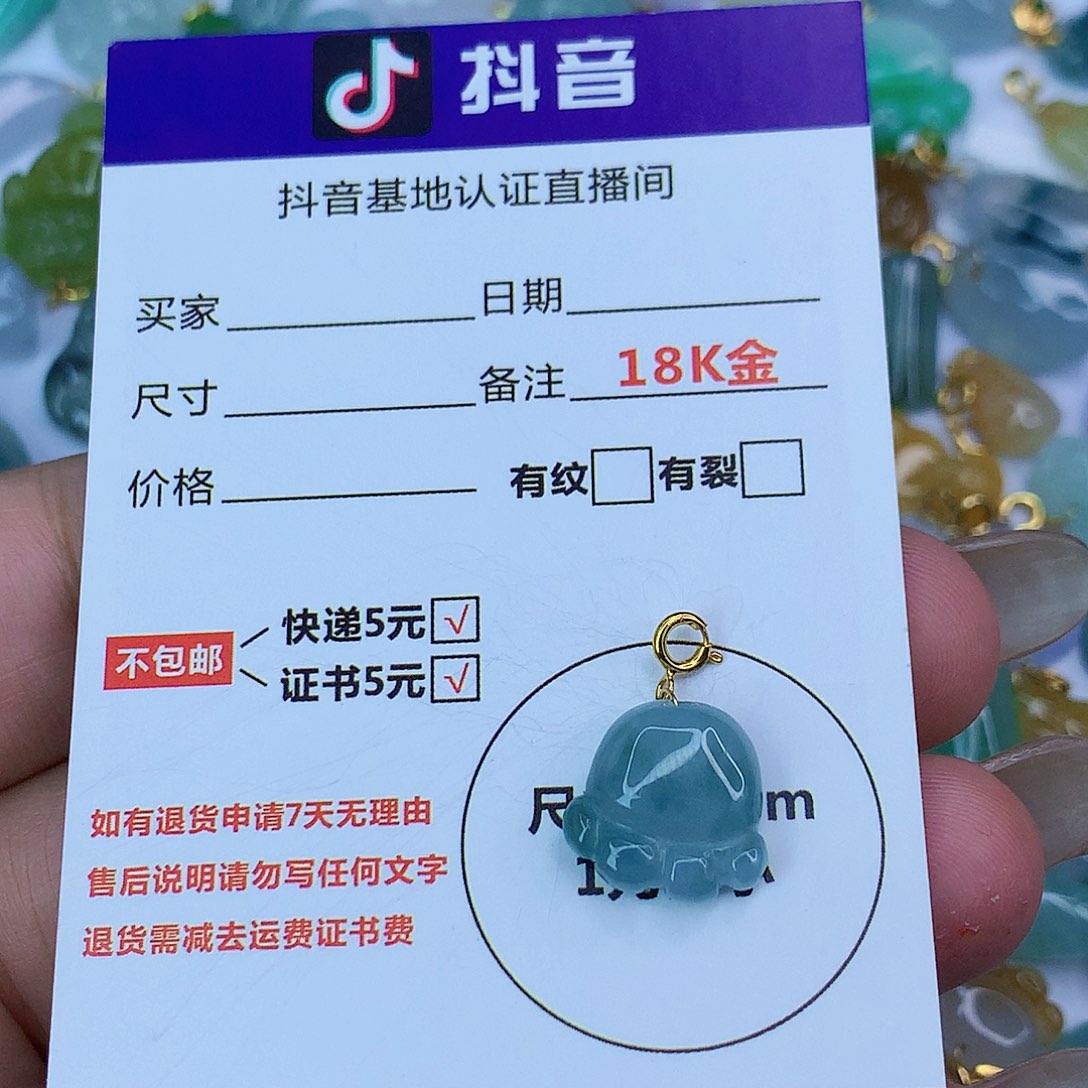 抖音
抖音基地认证直播间
买家 日期
尺寸 备注 18K金
价格 有纹 有裂
快递5元 √
不包邮
证书5元 √
如有退货申请7天无理由
售后说明请勿写任何文字
退货需减去运费证书费
尺 m
1